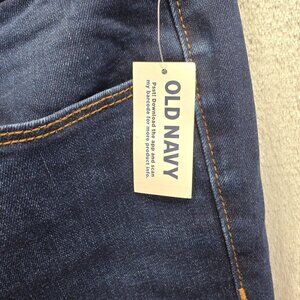 OLD NAVY
Psst! Download the app and scan
my barcode for more product info.